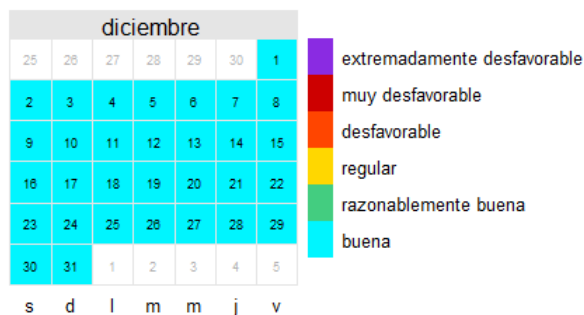 diciembre
25 26 27 28 29 30 1
2 3 4 5 6 7 8
9 10 11 12 13 14 15
16 17 18 19 20 21 22
23 24 25 26 27 28 29
30 31 1 2 3 4 5
s d l m m j v
extremadamente desfavorable
muy desfavorable
desfavorable
regular
razonablemente buena
buena